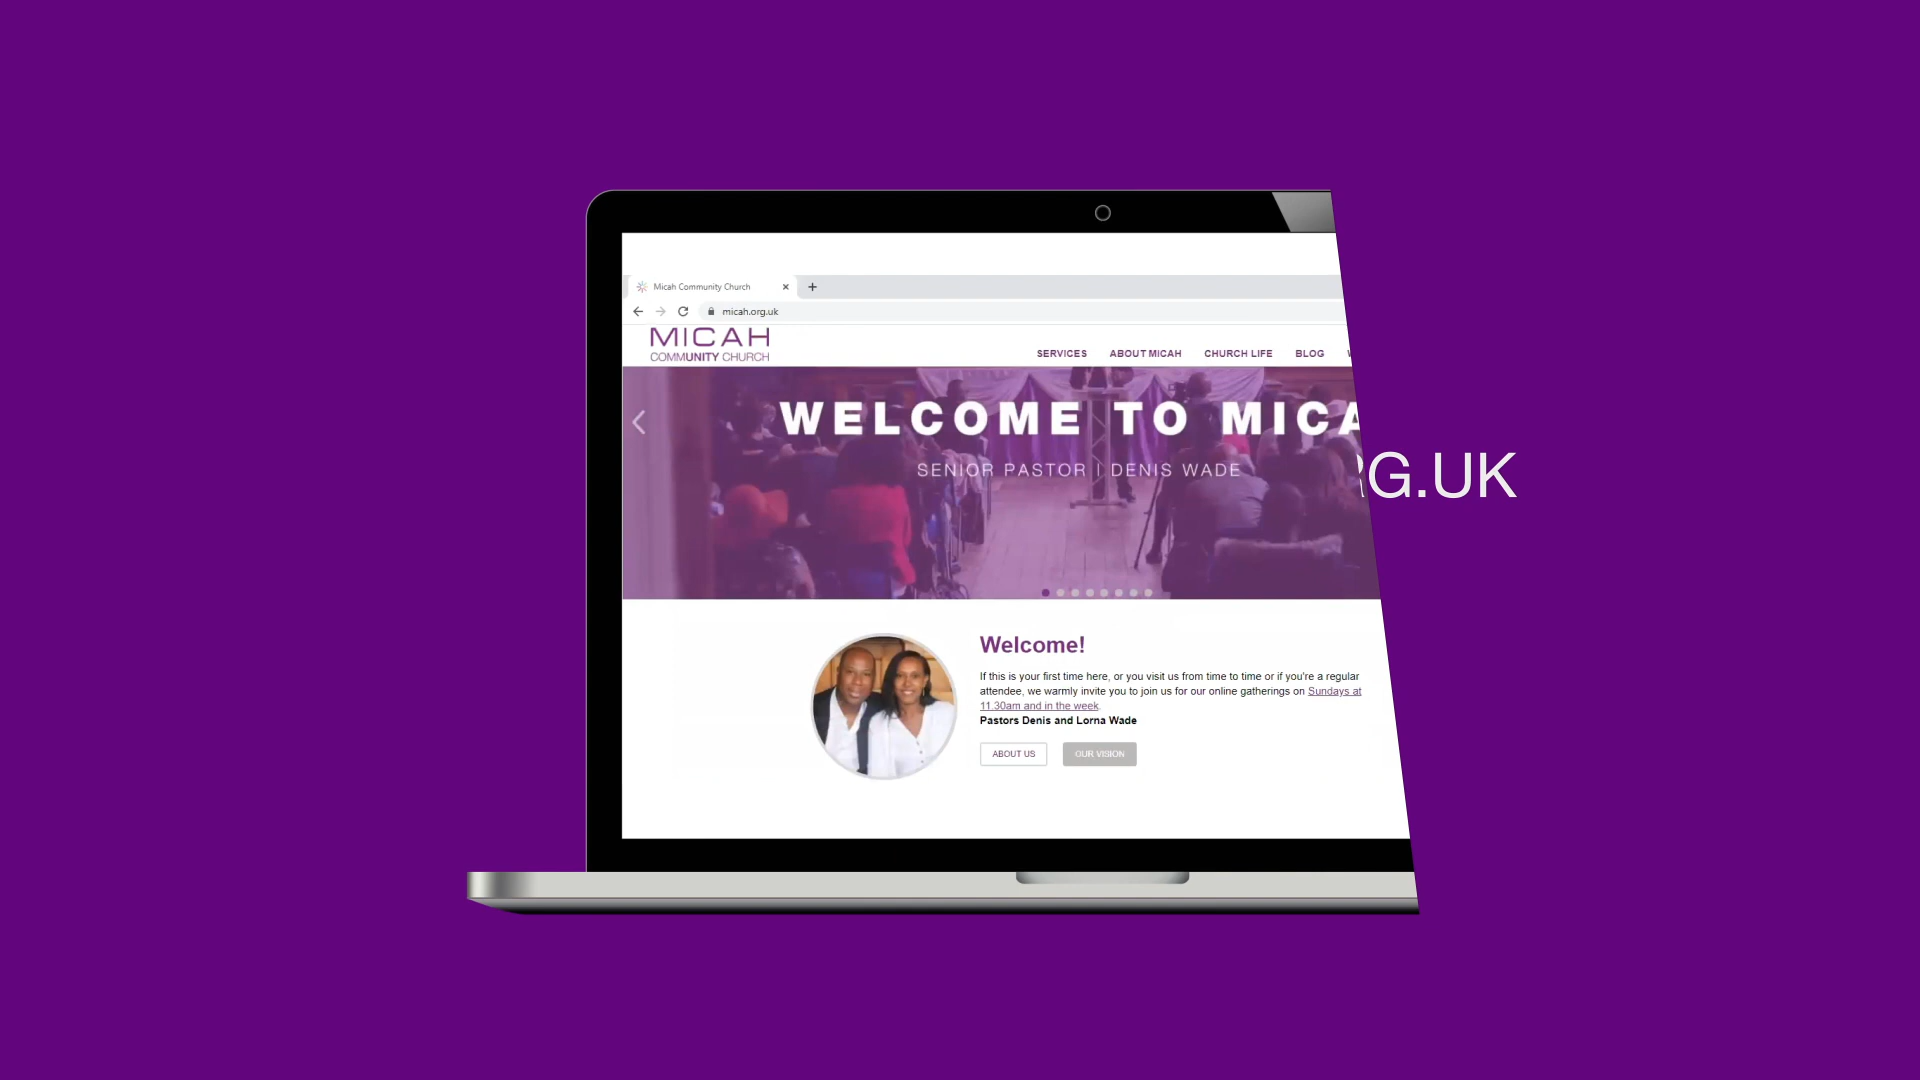 Micah Community Church
micah.org.uk
MICAH
COMMUNITY CHURCH
SERVICES ABOUT MICAH CHURCH LIFE BLOG
WELCOME TO MICA
SENIOR PASTOR | DENIS WADE
RG.UK
Welcome!
If this is your first time here, or you visit us from time to time or if you're a regular
attendee, we warmly invite you to join us for our online gatherings on Sundays at
11.30am and in the week.
Pastors Denis and Lorna Wade
ABOUT US OUR VISION